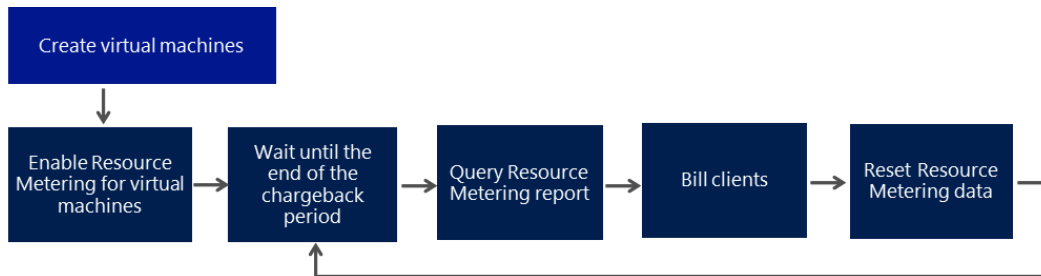 Create virtual machines
Enable Resource
Metering for virtual
machines
Wait until the
end of the
chargeback
period
Query Resource
Metering report
Bill clients
Reset Resource
Metering data